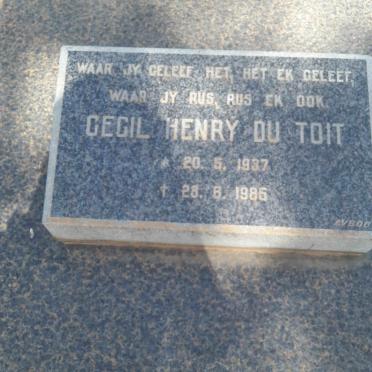 WAAR JY GELEEF HET, HET EK GELEEF,
WAAR JY RUS, RUS EK OOK.
CECIL HENRY DU TOIT
* 20. 5. 1937
† 28. 8. 1985